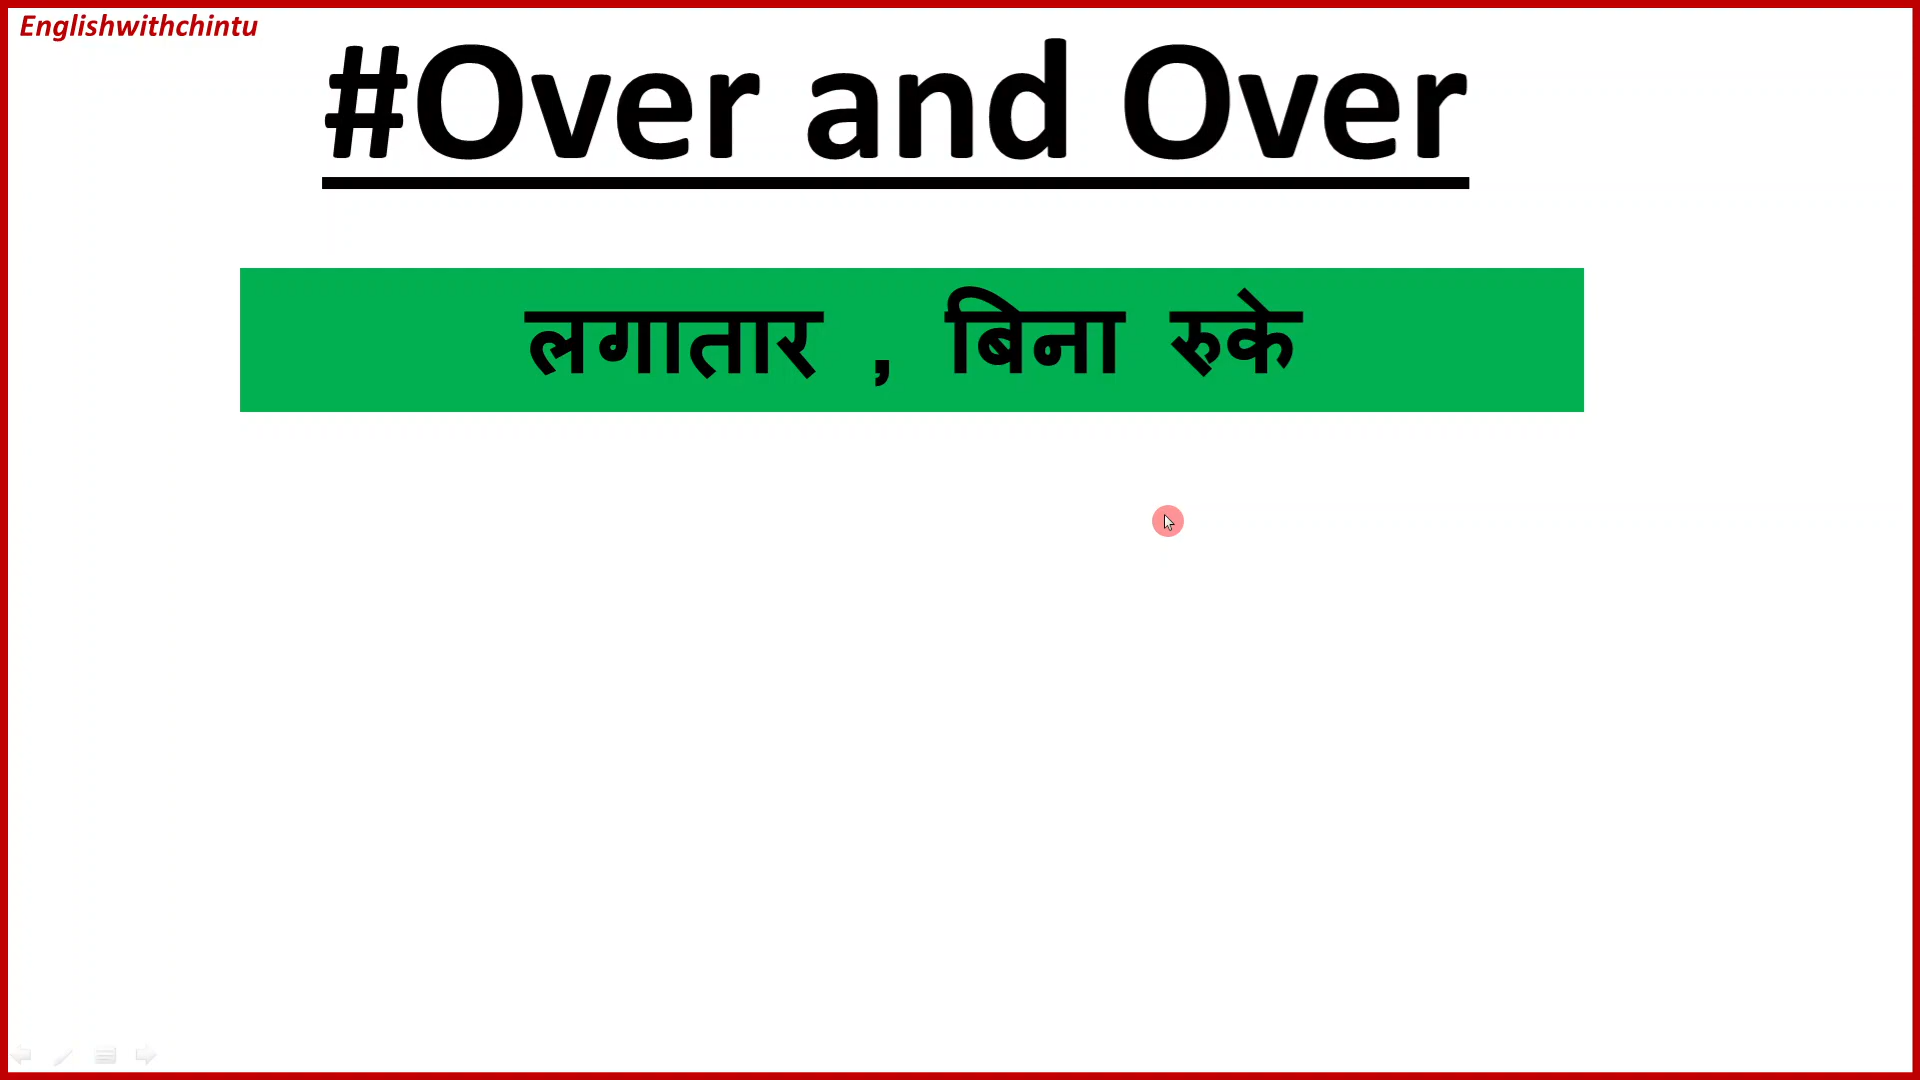 Englishwithchintu
#Over and Over
लगातार , बिना रुके